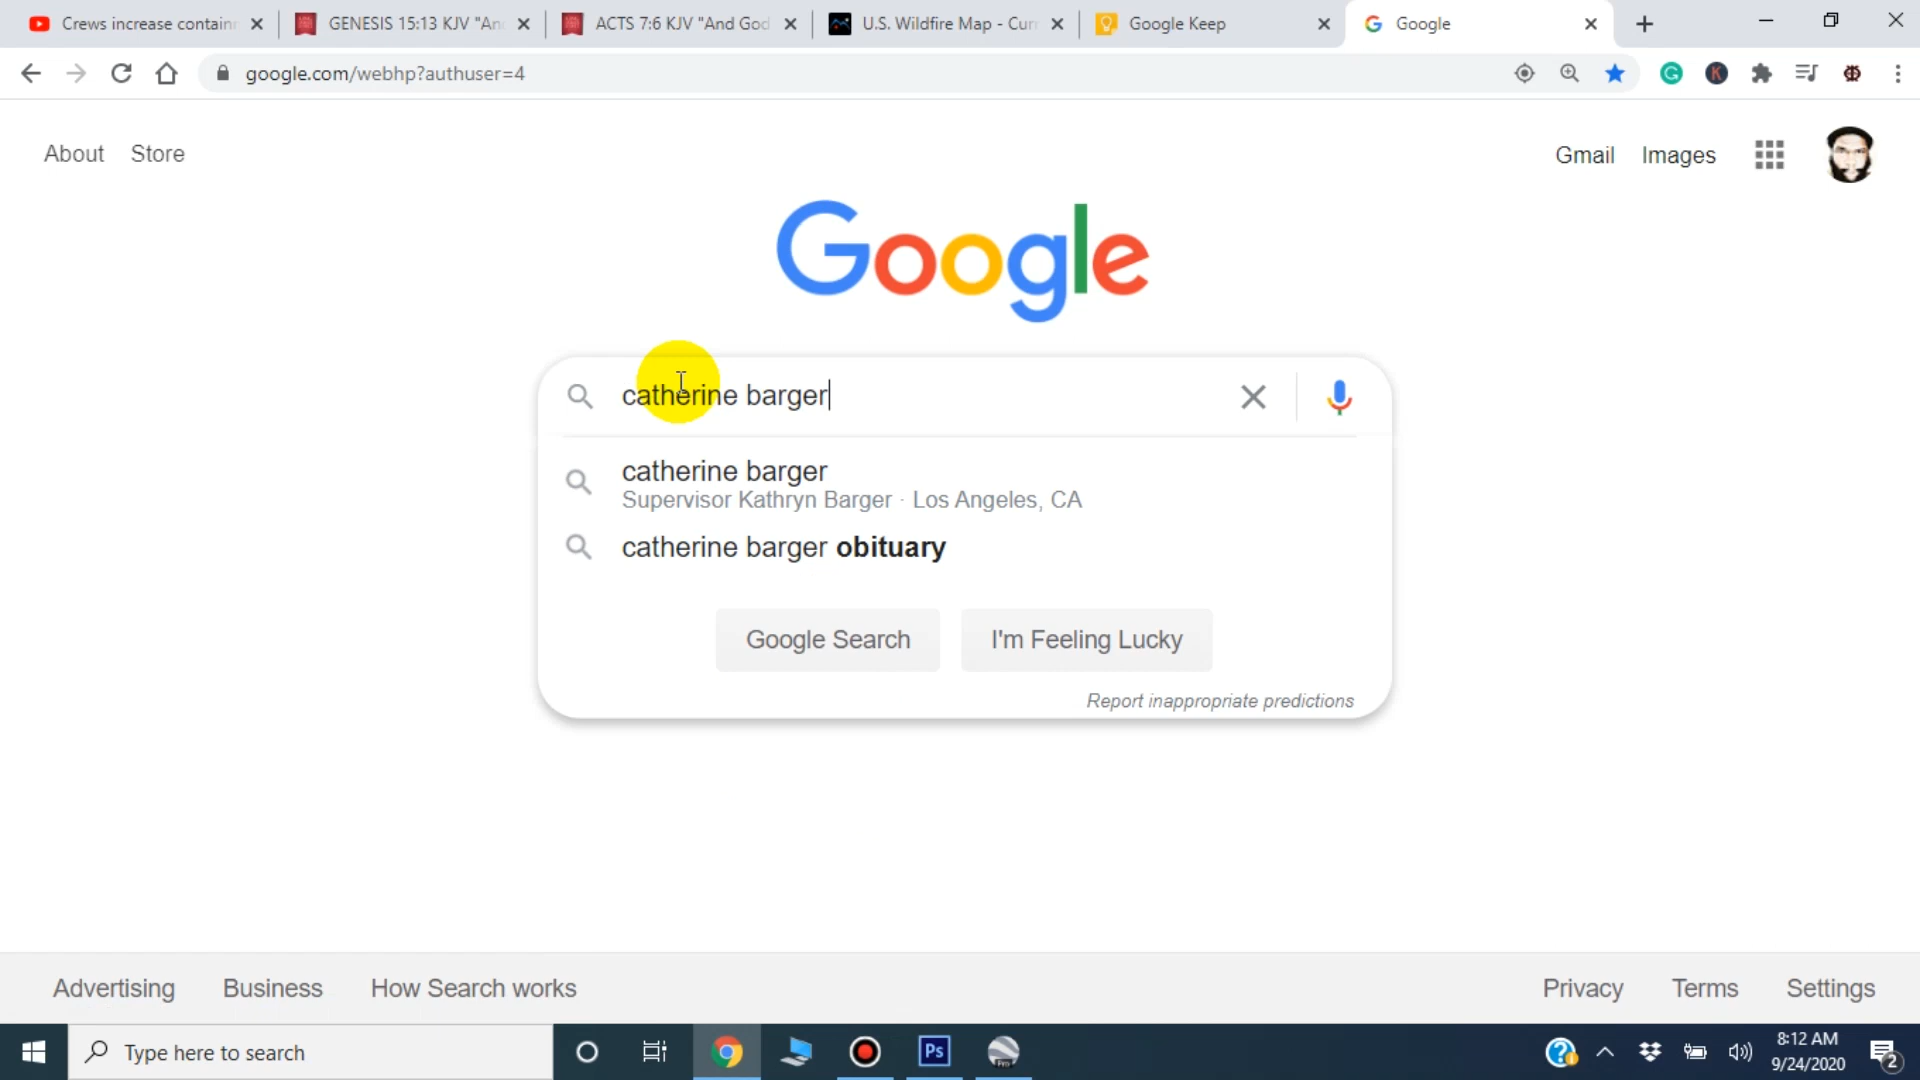 Crews increase contain
GENESIS 15:13 KJV "An
ACTS 7:6 KJV "And God
U.S. Wildfire Map - Cur
Google Keep
Google
google.com/webhp?authuser=4
About
Store
Gmail
Images
Google
catherine barger
catherine barger
Supervisor Kathryn Barger · Los Angeles, CA
catherine barger obituary
Google Search
I'm Feeling Lucky
Report inappropriate predictions
Advertising
Business
How Search works
Privacy
Terms
Settings
Type here to search
Ps
8:12 AM
9/24/2020
2